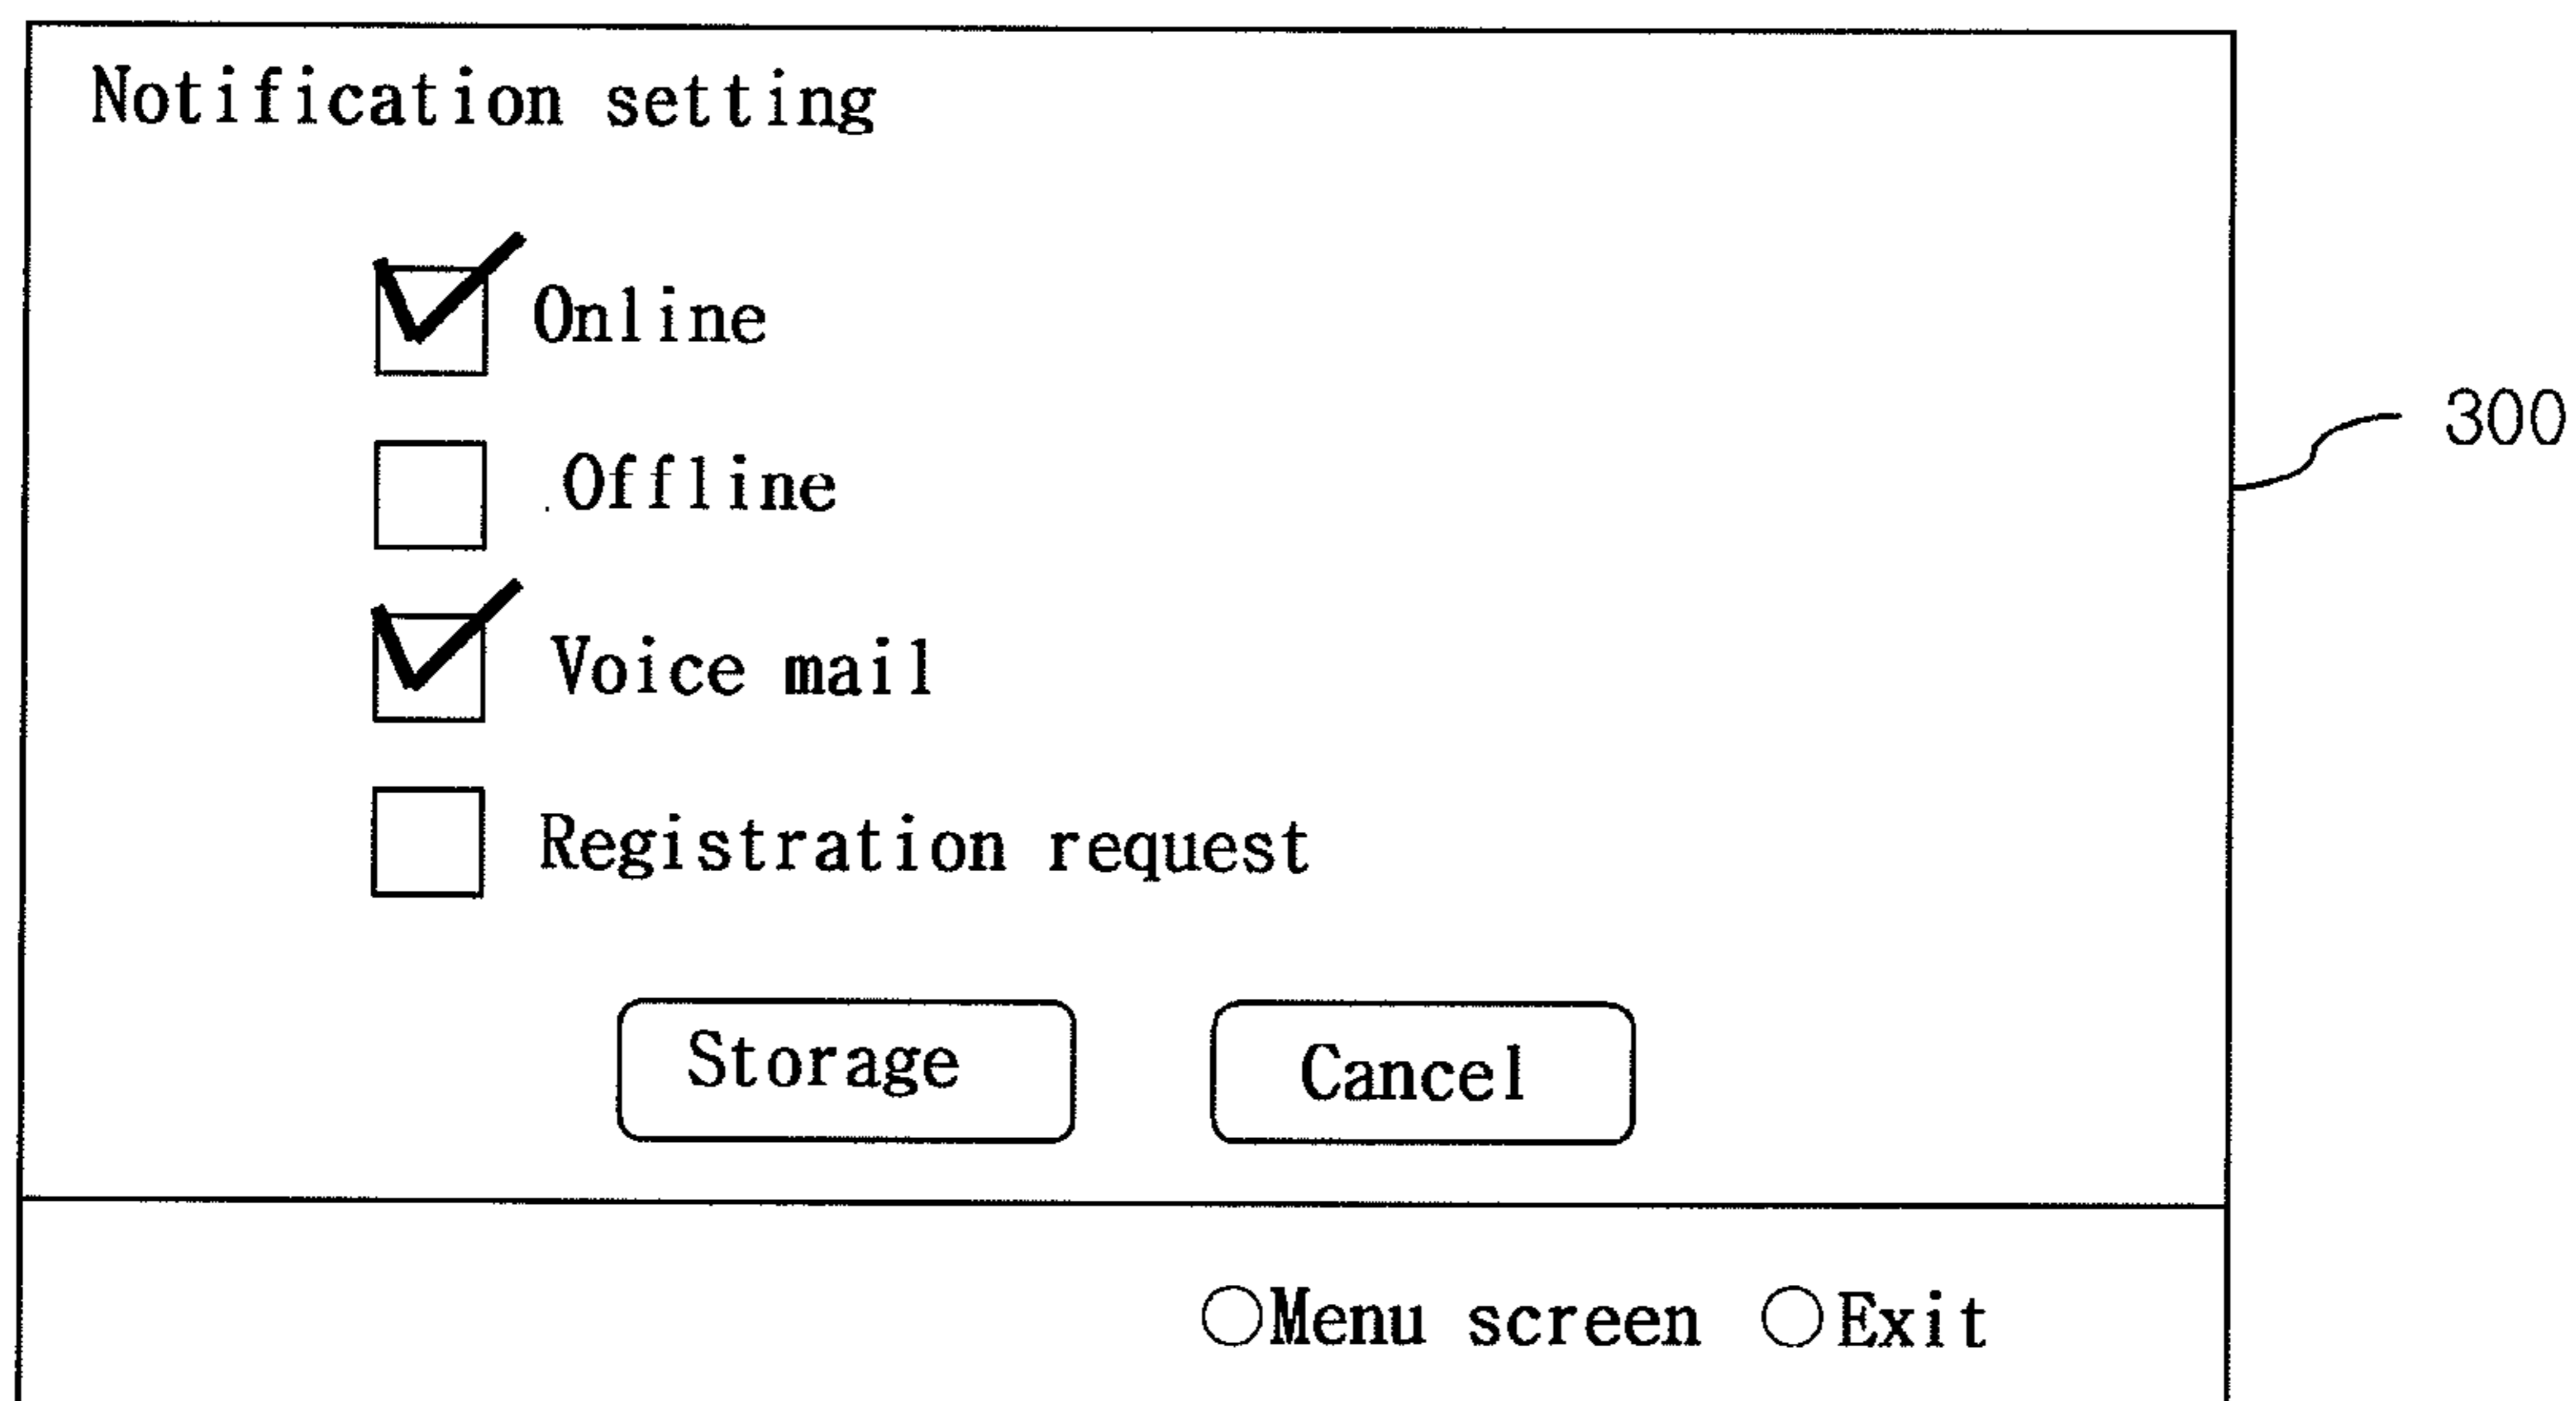 Notification setting
Online
300
Offline
Voice mail
Registration request
Storage Cancel
○Menu screen ○Exit